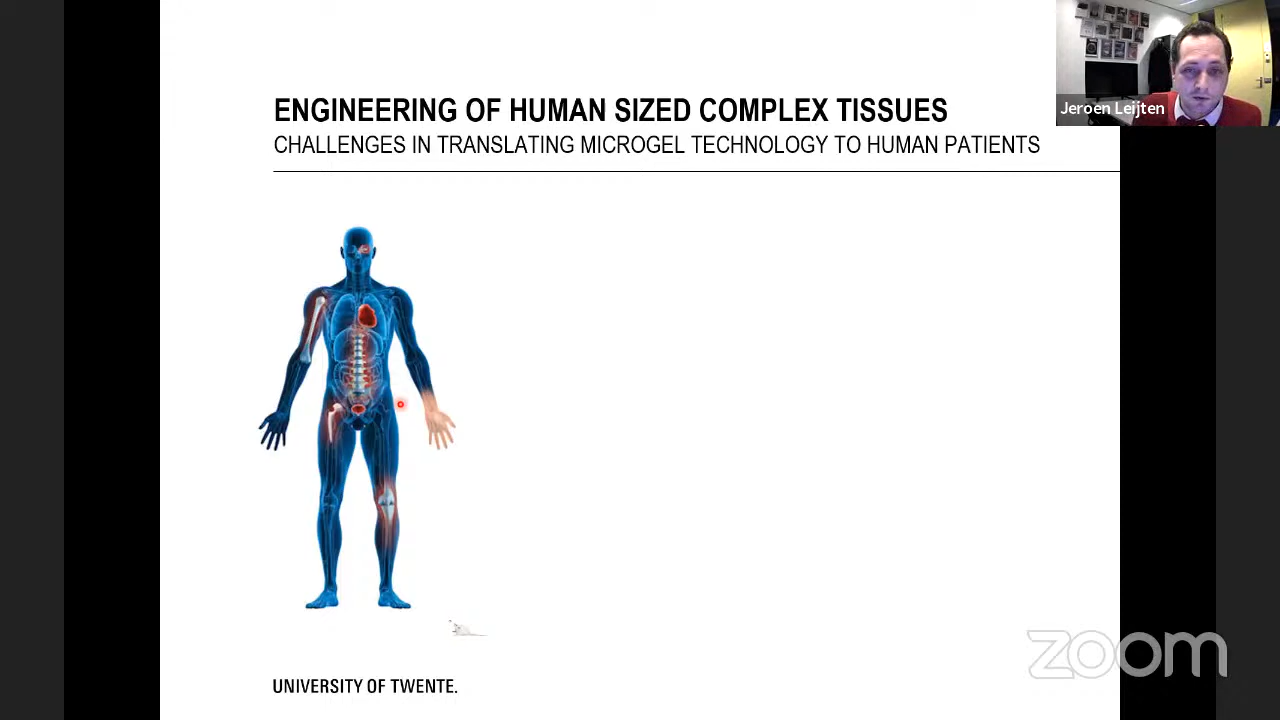 ENGINEERING OF HUMAN SIZED COMPLEX TISSUES
CHALLENGES IN TRANSLATING MICROGEL TECHNOLOGY TO HUMAN PATIENTS
Jeroen Leijten
UNIVERSITY OF TWENTE.
zoom